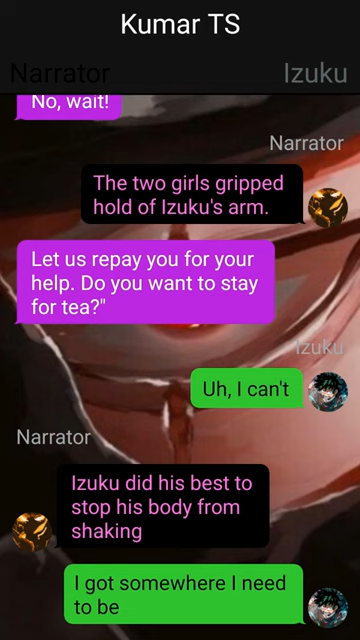 Kumar TS
Narrator
Izuku
No, wait!
Narrator
The two girls gripped
hold of Izuku's arm.
Let us repay you for your
help. Do you want to stay
for tea?"
Izuku
Uh, I can't
Narrator
Izuku did his best to
stop his body from
shaking
I got somewhere I need
to be